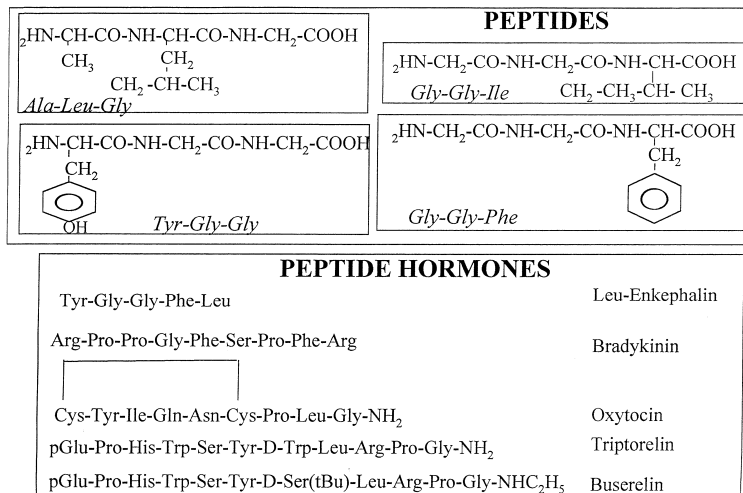 PEPTIDES
₂HN-CH-CO-NH-CH-CO-NH-CH₂-COOH
CH₃ CH₂
CH₂-CH-CH₃
Ala-Leu-Gly
₂HN-CH₂-CO-NH-CH₂-CO-NH-CH-COOH
Gly-Gly-Ile CH₂-CH₃-CH- CH₃
₂HN-CH-CO-NH-CH₂-CO-NH-CH₂-COOH
CH₂
OH
Tyr-Gly-Gly
₂HN-CH₂-CO-NH-CH₂-CO-NH-CH-COOH
CH₂
Gly-Gly-Phe
PEPTIDE HORMONES
Tyr-Gly-Gly-Phe-Leu Leu-Enkephalin
Arg-Pro-Pro-Gly-Phe-Ser-Pro-Phe-Arg Bradykinin
Cys-Tyr-Ile-Gln-Asn-Cys-Pro-Leu-Gly-NH₂ Oxytocin
pGlu-Pro-His-Trp-Ser-Tyr-D-Trp-Leu-Arg-Pro-Gly-NH₂ Triptorelin
pGlu-Pro-His-Trp-Ser-Tyr-D-Ser(tBu)-Leu-Arg-Pro-Gly-NHC₂H₅ Buserelin